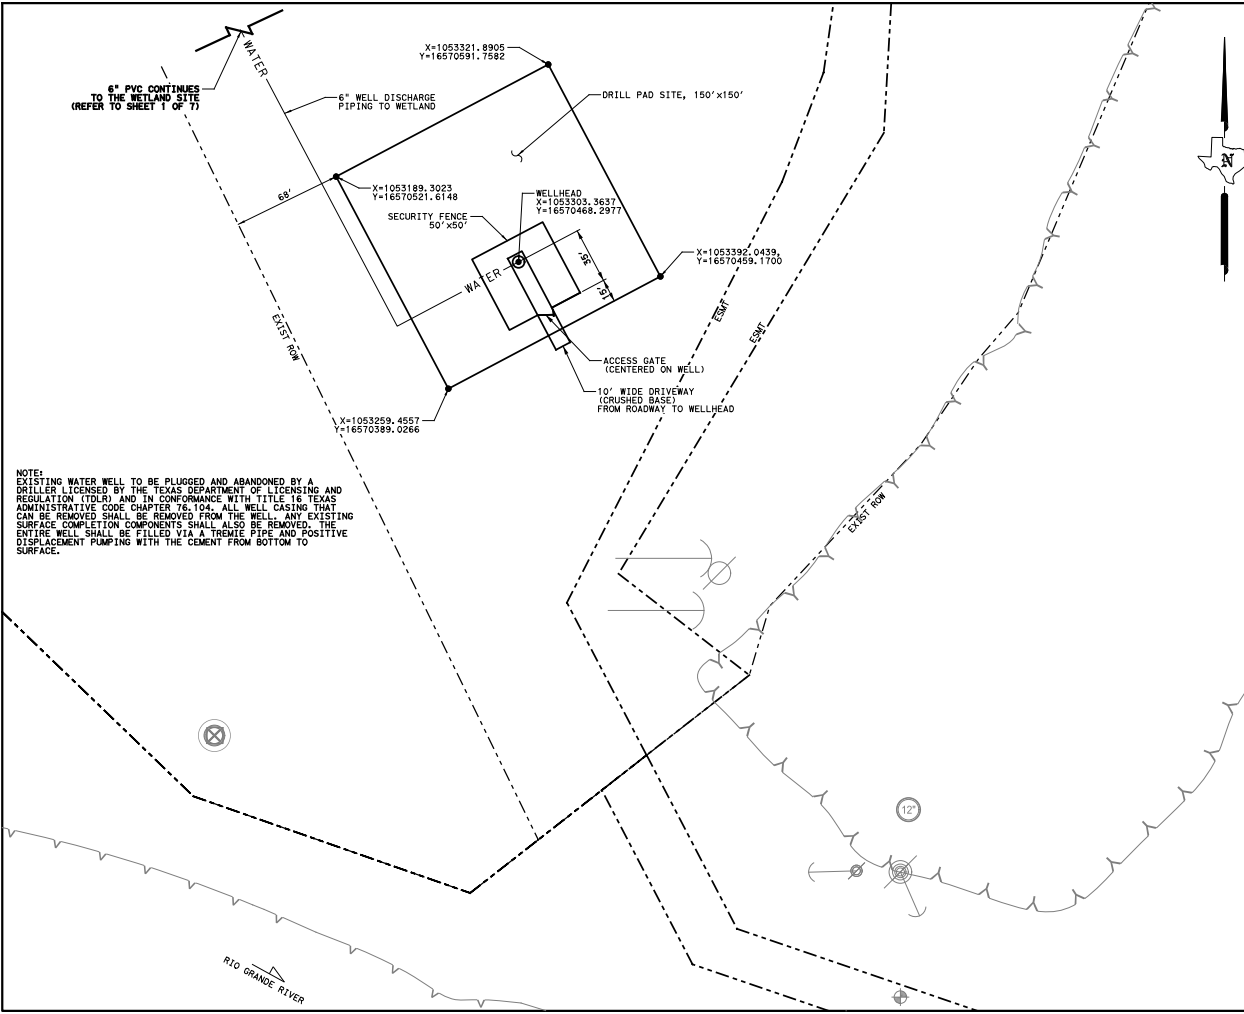 X=1053321.8905
Y=16570591.7582
WATER
6" PVC CONTINUES
TO THE WETLAND SITE
(REFER TO SHEET 1 OF 7)
6" WELL DISCHARGE
PIPING TO WETLAND
DRILL PAD SITE, 150'x150'
N
68'
X=1053189.3023
Y=16570521.6148
WELLHEAD
X=1053303.3637
Y=16570468.2977
SECURITY FENCE
50'x50'
35'
X=1053392.0439,
Y=16570459.1700
WATER
15'
EXIST ROW
ESMT
ESMT
ACCESS GATE
(CENTERED ON WELL)
10' WIDE DRIVEWAY
(CRUSHED BASE)
FROM ROADWAY TO WELLHEAD
X=1053259.4557
Y=16570389.0266
NOTE:
EXISTING WATER WELL TO BE PLUGGED AND ABANDONED BY A
DRILLER LICENSED BY THE TEXAS DEPARTMENT OF LICENSING AND
REGULATION (TDLR) AND IN CONFORMANCE WITH TITLE 16 TEXAS
ADMINISTRATIVE CODE CHAPTER 76.104. ALL WELL CASING THAT
CAN BE REMOVED SHALL BE REMOVED FROM THE WELL. ANY EXISTING
SURFACE COMPLETION COMPONENTS SHALL ALSO BE REMOVED. THE
ENTIRE WELL SHALL BE FILLED VIA A TREMIE PIPE AND POSITIVE
DISPLACEMENT PUMPING WITH THE CEMENT FROM BOTTOM TO
SURFACE.
EXIST ROW
12"
RIO GRANDE RIVER